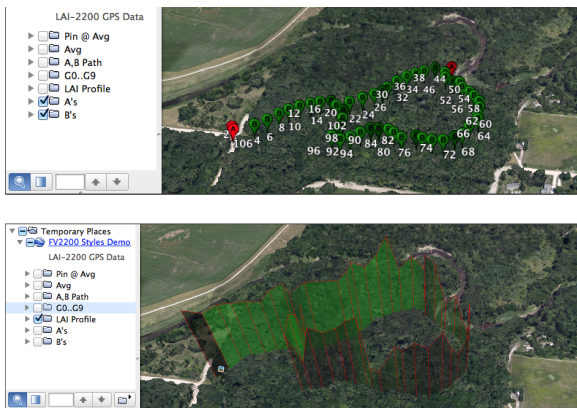 LAI-2200 GPS Data
Pin @ Avg
Avg
A,B Path
G0..G9
LAI Profile
A's
B's
2 106 4 6 8 10 12 14 16 20 102 22 24 26 30 32 34 36 38 46 44 50 52 54 56 58 60 62 64 66 68 72 74 76 80 82 84 90 92 94 96 98
Temporary Places
FV2200 Styles Demo
LAI-2200 GPS Data
Pin @ Avg
Avg
A,B Path
G0..G9
LAI Profile
A's
B's